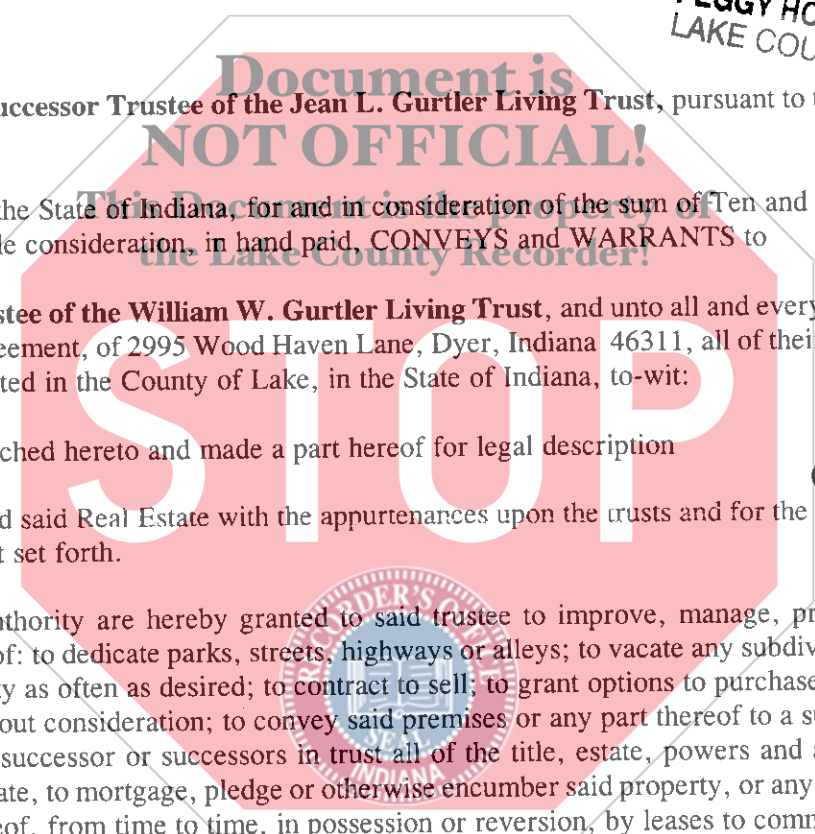 PEGGY HO
LAKE COU
Document is
uccessor Trustee of the Jean L. Gurtler Living Trust, pursuant to t
NOT OFFICIAL!
the State of Indiana, for and in consideration of the sum of Ten and
This Document is the property of
le consideration, in hand paid, CONVEYS and WARRANTS to
the Lake County Recorder!
stee of the William W. Gurtler Living Trust, and unto all and every
eement, of 2995 Wood Haven Lane, Dyer, Indiana 46311, all of thei
ted in the County of Lake, in the State of Indiana, to-wit:
STOP
ched hereto and made a part hereof for legal description
d said Real Estate with the appurtenances upon the trusts and for the
t set forth.
uthority are hereby granted to said trustee to improve, manage, pr
of: to dedicate parks, streets, highways or alleys; to vacate any subdiv
ty as often as desired; to contract to sell; to grant options to purchase
out consideration; to convey said premises or any part thereof to a su
successor or successors in trust all of the title, estate, powers and a
ate, to mortgage, pledge or otherwise encumber said property, or any
eof, from time to time, in possession or reversion, by leases to comm
RECORDER'S OFFICE
SEAL
INDIANA